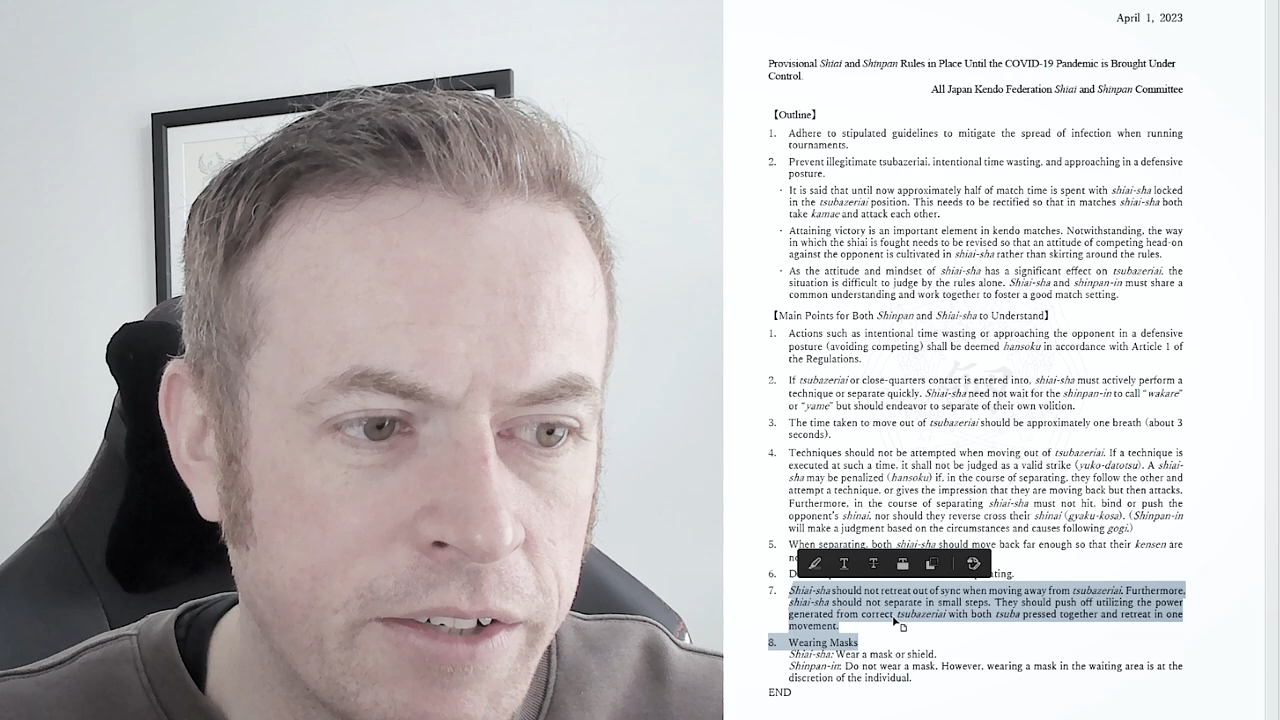 April 1, 2023
Provisional Shiai and Shinpan Rules in Place Until the COVID-19 Pandemic is Brought Under
Control.
All Japan Kendo Federation Shiai and Shinpan Committee
【Outline】
1. Adhere to stipulated guidelines to mitigate the spread of infection when running
tournaments.
2. Prevent illegitimate tsubazeriai, intentional time wasting, and approaching in a defensive
posture.
· It is said that until now approximately half of match time is spent with shiai-sha locked
in the tsubazeriai position. This needs to be rectified so that in matches shiai-sha both
take kamae and attack each other.
· Attaining victory is an important element in kendo matches. Notwithstanding, the way
in which the shiai is fought needs to be revised so that an attitude of competing head-on
against the opponent is cultivated in shiai-sha rather than skirting around the rules.
· As the attitude and mindset of shiai-sha has a significant effect on tsubazeriai, the
situation is difficult to judge by the rules alone. Shiai-sha and shinpan-in must share a
common understanding and work together to foster a good match setting.
【Main Points for Both Shinpan and Shiai-sha to Understand】
1. Actions such as intentional time wasting or approaching the opponent in a defensive
posture (avoiding competing) shall be deemed hansoku in accordance with Article 1 of
the Regulations.
2. If tsubazeriai or close-quarters contact is entered into, shiai-sha must actively perform a
technique or separate quickly. Shiai-sha need not wait for the shinpan-in to call "wakare"
or "yame" but should endeavor to separate of their own volition.
3. The time taken to move out of tsubazeriai should be approximately one breath (about 3
seconds).
4. Techniques should not be attempted when moving out of tsubazeriai. If a technique is
executed at such a time, it shall not be judged as a valid strike (yuko-datotsu). A shiai-
sha may be penalized (hansoku) if, in the course of separating, they follow the other and
attempt a technique, or gives the impression that they are moving back but then attacks.
Furthermore, in the course of separating shiai-sha must not hit, bind or push the
opponent's shinai, nor should they reverse cross their shinai (gyaku-kosa). (Shinpan-in
will make a judgment based on the circumstances and causes following gogi.)
5. When separating, both shiai-sha should move back far enough so that their kensen are
6.
7. Shiai-sha should not retreat out of sync when moving away from tsubazeriai. Furthermore,
shiai-sha should not separate in small steps. They should push off utilizing the power
generated from correct tsubazeriai with both tsuba pressed together and retreat in one
movement.
8. Wearing Masks
Shiai-sha: Wear a mask or shield.
Shinpan-in: Do not wear a mask. However, wearing a mask in the waiting area is at the
discretion of the individual.
END